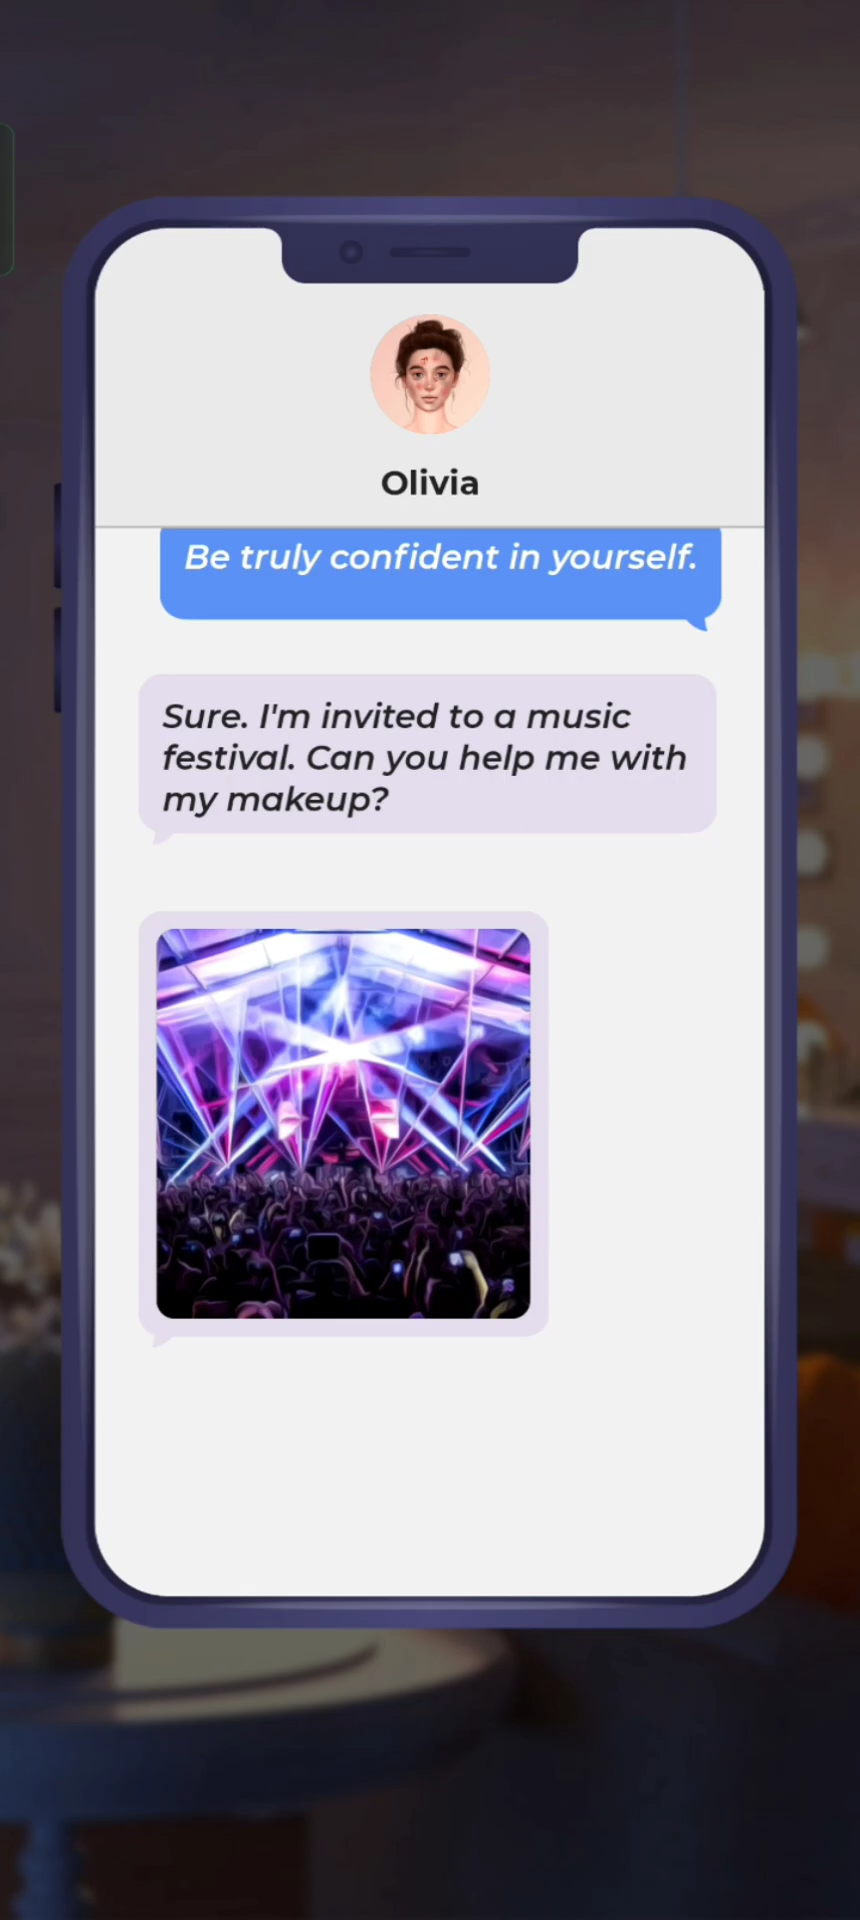 Olivia
Be truly confident in yourself.
Sure. I'm invited to a music
festival. Can you help me with
my makeup?